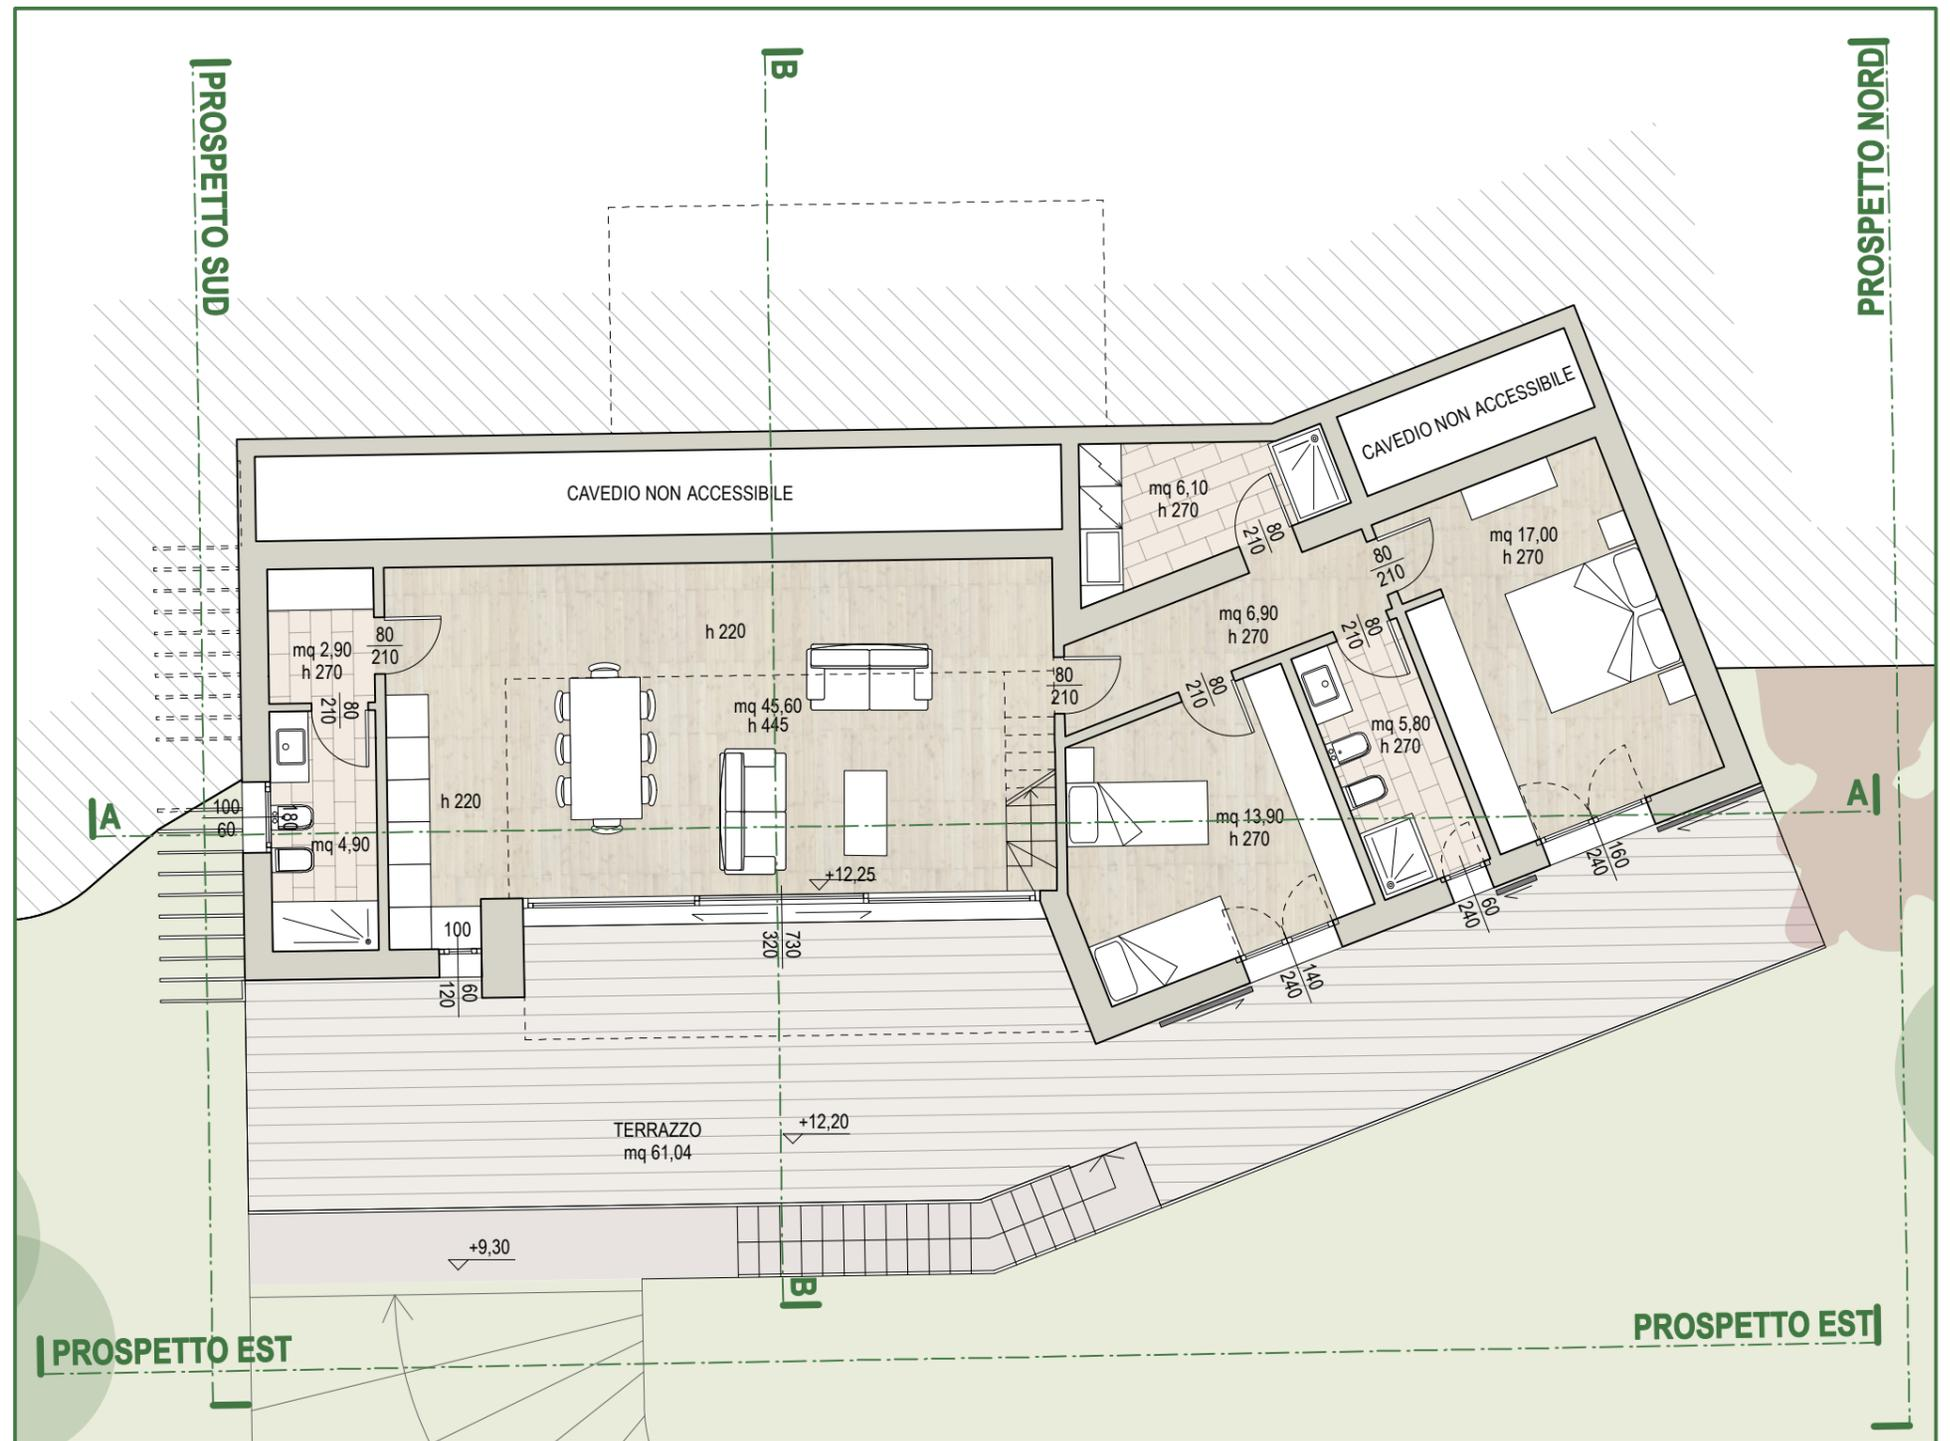 PROSPETTO SUD
B
PROSPETTO NORD
CAVEDIO NON ACCESSIBILE
CAVEDIO NON ACCESSIBILE
mq 6,10
h 270
80
210
mq 17,00
h 270
80
210
mq 2,90
h 270
80
210
h 220
mq 6,90
h 270
80
210
80
210
80
210
80
210
mq 45,60
h 445
mq 5,80
h 270
A
100
60
180
mq 4,90
h 220
mq 13,90
h 270
A
+12,25
160
240
60
240
100
60
120
730
320
140
240
TERRAZZO
mq 61,04
+12,20
+9,30
B
PROSPETTO EST
PROSPETTO EST